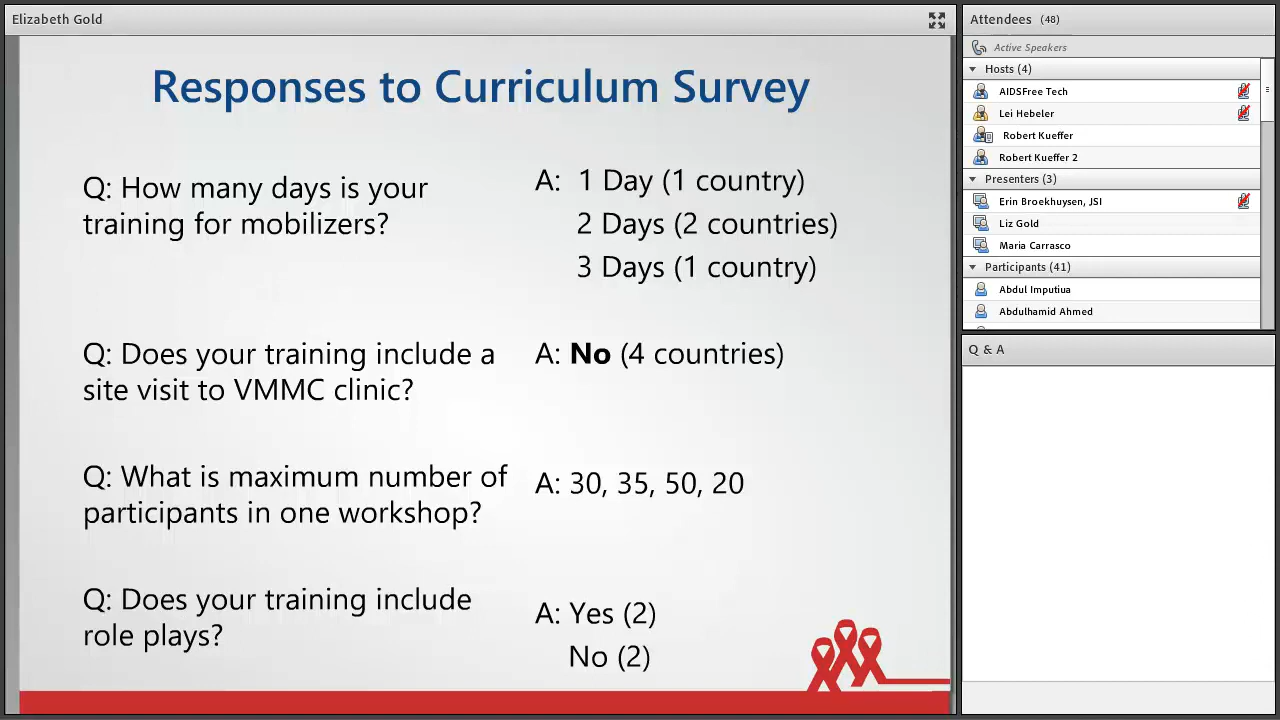 Elizabeth Gold
Responses to Curriculum Survey
Q: How many days is your
training for mobilizers?
A: 1 Day (1 country)
2 Days (2 countries)
3 Days (1 country)
Q: Does your training include a
site visit to VMMC clinic?
A: No (4 countries)
Q: What is maximum number of
participants in one workshop?
A: 30, 35, 50, 20
Q: Does your training include
role plays?
A: Yes (2)
No (2)
Attendees (48)
Active Speakers
Hosts (4)
AIDSFree Tech
Lei Hebeler
Robert Kueffer
Robert Kueffer 2
Presenters (3)
Erin Broekhuysen, JSI
Liz Gold
Maria Carrasco
Participants (41)
Abdul Imputiua
Abdulhamid Ahmed
Q & A